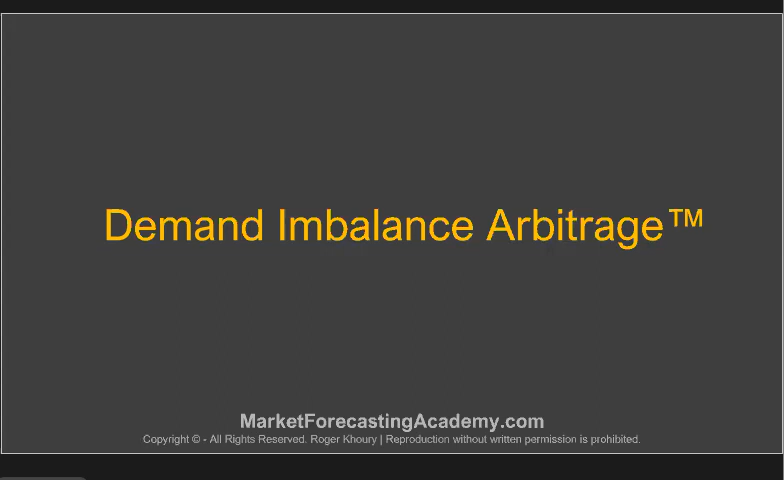 Demand Imbalance Arbitrage™
MarketForecastingAcademy.com
Copyright © - All Rights Reserved. Roger Khoury | Reproduction without written permission is prohibited.